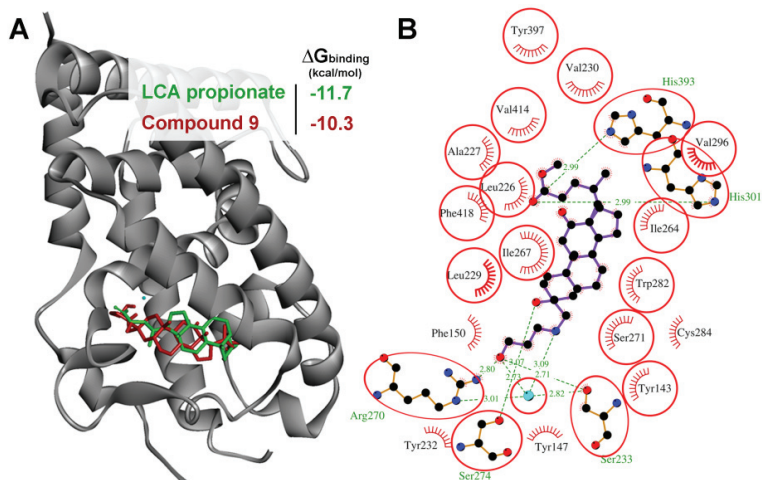 A
ΔGbinding
(kcal/mol)
LCA propionate -11.7
Compound 9 -10.3
B
Tyr397
Val230
His393
Val414
Val296
Ala227
2.99
Leu226
His301
2.99
Phe418
Ile264
Ile267
Leu229
Trp282
Phe150
Ser271
Cys284
3.07
3.09
2.80
2.73
2.71
2.82
Tyr143
3.01
Arg270
Tyr232
Tyr147
Ser233
Ser274